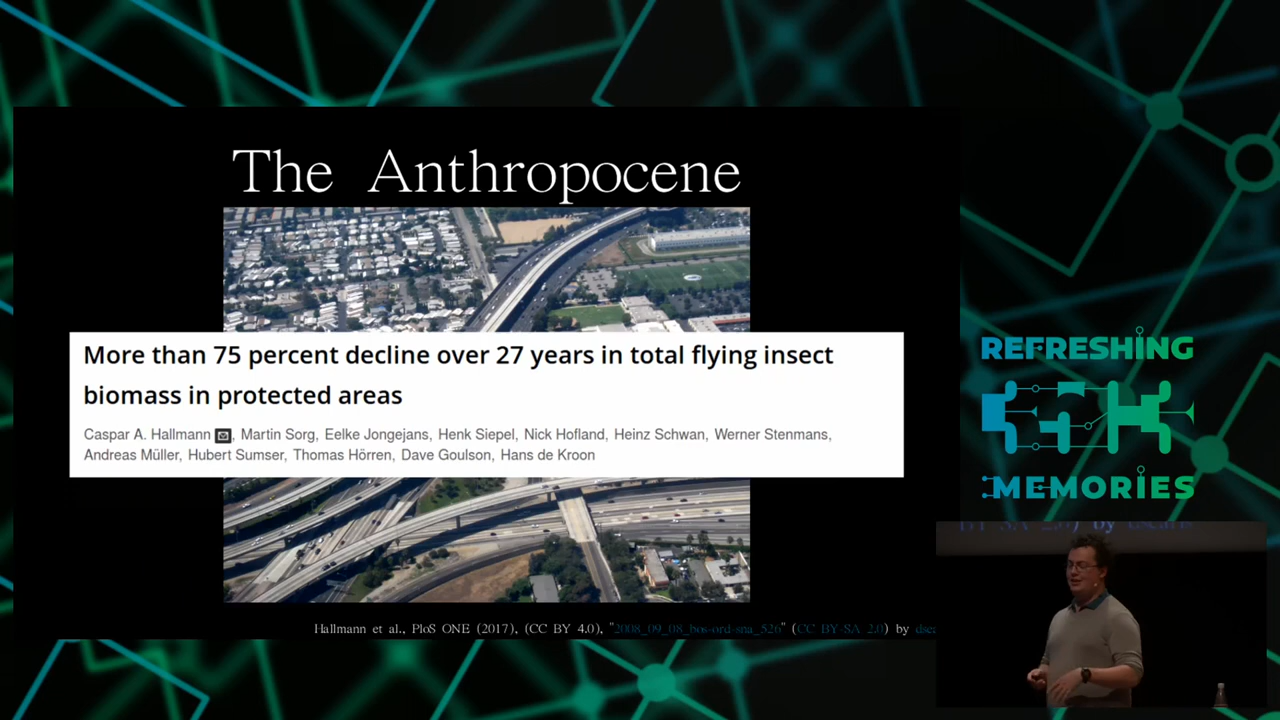 The Anthropocene
More than 75 percent decline over 27 years in total flying insect
biomass in protected areas
Caspar A. Hallmann, Martin Sorg, Eelke Jongejans, Henk Siepel, Nick Hofland, Heinz Schwan, Werner Stenmans,
Andreas Müller, Hubert Sumser, Thomas Hörren, Dave Goulson, Hans de Kroon
Hallmann et al., PloS ONE (2017), (CC BY 4.0), "2008_09_08_bos-ord-sna_526" (CC BY-SA 2.0) by
REFRESHING
MEMORIES